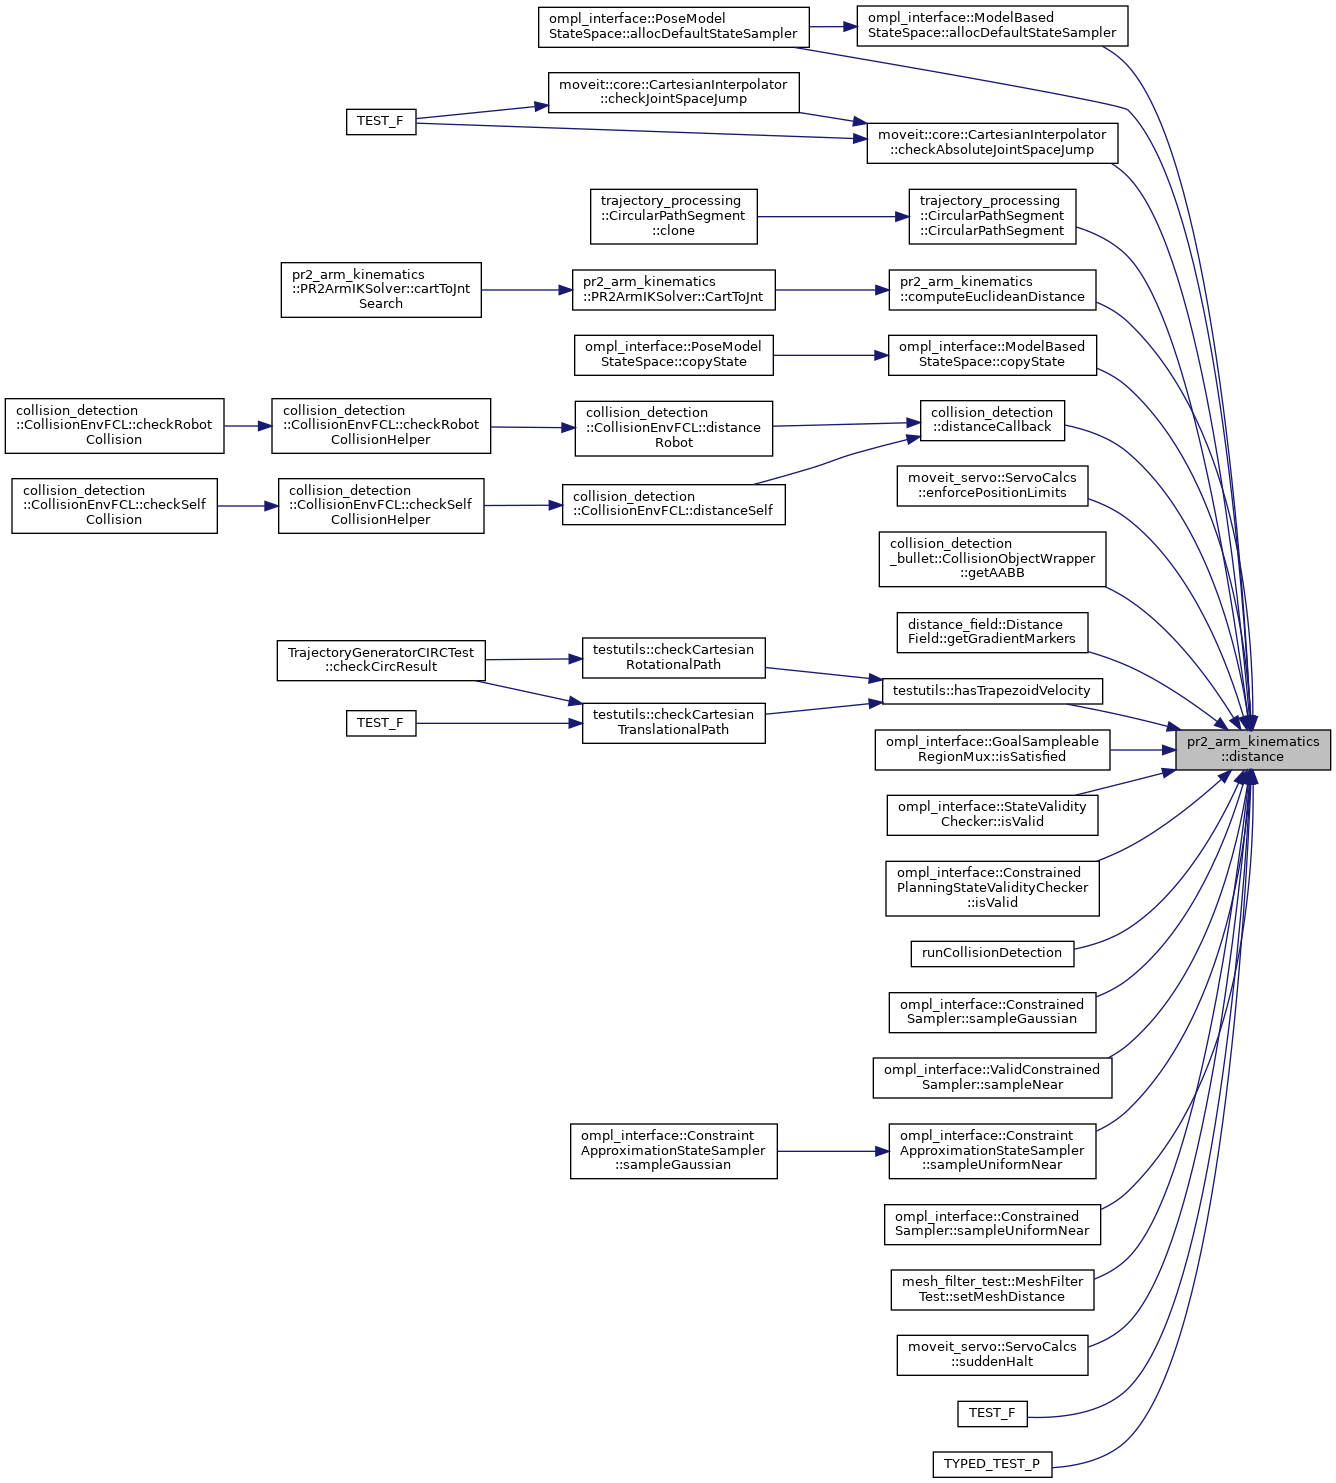 ompl_interface::PoseModel
StateSpace::allocDefaultStateSampler
ompl_interface::ModelBased
StateSpace::allocDefaultStateSampler
moveit::core::CartesianInterpolator
::checkJointSpaceJump
TEST_F
moveit::core::CartesianInterpolator
::checkAbsoluteJointSpaceJump
trajectory_processing
::CircularPathSegment
::clone
trajectory_processing
::CircularPathSegment
::CircularPathSegment
pr2_arm_kinematics
::PR2ArmIKSolver::cartToJnt
Search
pr2_arm_kinematics
::PR2ArmIKSolver::CartToJnt
pr2_arm_kinematics
::computeEuclideanDistance
ompl_interface::PoseModel
StateSpace::copyState
ompl_interface::ModelBased
StateSpace::copyState
collision_detection
::CollisionEnvFCL::checkRobot
Collision
collision_detection
::CollisionEnvFCL::checkRobot
CollisionHelper
collision_detection
::CollisionEnvFCL::distance
Robot
collision_detection
::distanceCallback
collision_detection
::CollisionEnvFCL::checkSelf
Collision
collision_detection
::CollisionEnvFCL::checkSelf
CollisionHelper
collision_detection
::CollisionEnvFCL::distanceSelf
moveit_servo::ServoCalcs
::enforcePositionLimits
collision_detection
_bullet::CollisionObjectWrapper
::getAABB
distance_field::Distance
Field::getGradientMarkers
TrajectoryGeneratorCIRCTest
::checkCircResult
testutils::checkCartesian
RotationalPath
testutils::hasTrapezoidVelocity
TEST_F
testutils::checkCartesian
TranslationalPath
pr2_arm_kinematics
::distance
ompl_interface::GoalSampleable
RegionMux::isSatisfied
ompl_interface::StateValidity
Checker::isValid
ompl_interface::Constrained
PlanningStateValidityChecker
::isValid
runCollisionDetection
ompl_interface::Constrained
Sampler::sampleGaussian
ompl_interface::ValidConstrained
Sampler::sampleNear
ompl_interface::Constraint
ApproximationStateSampler
::sampleGaussian
ompl_interface::Constraint
ApproximationStateSampler
::sampleUniformNear
ompl_interface::Constrained
Sampler::sampleUniformNear
mesh_filter_test::MeshFilter
Test::setMeshDistance
moveit_servo::ServoCalcs
::suddenHalt
TEST_F
TYPED_TEST_P